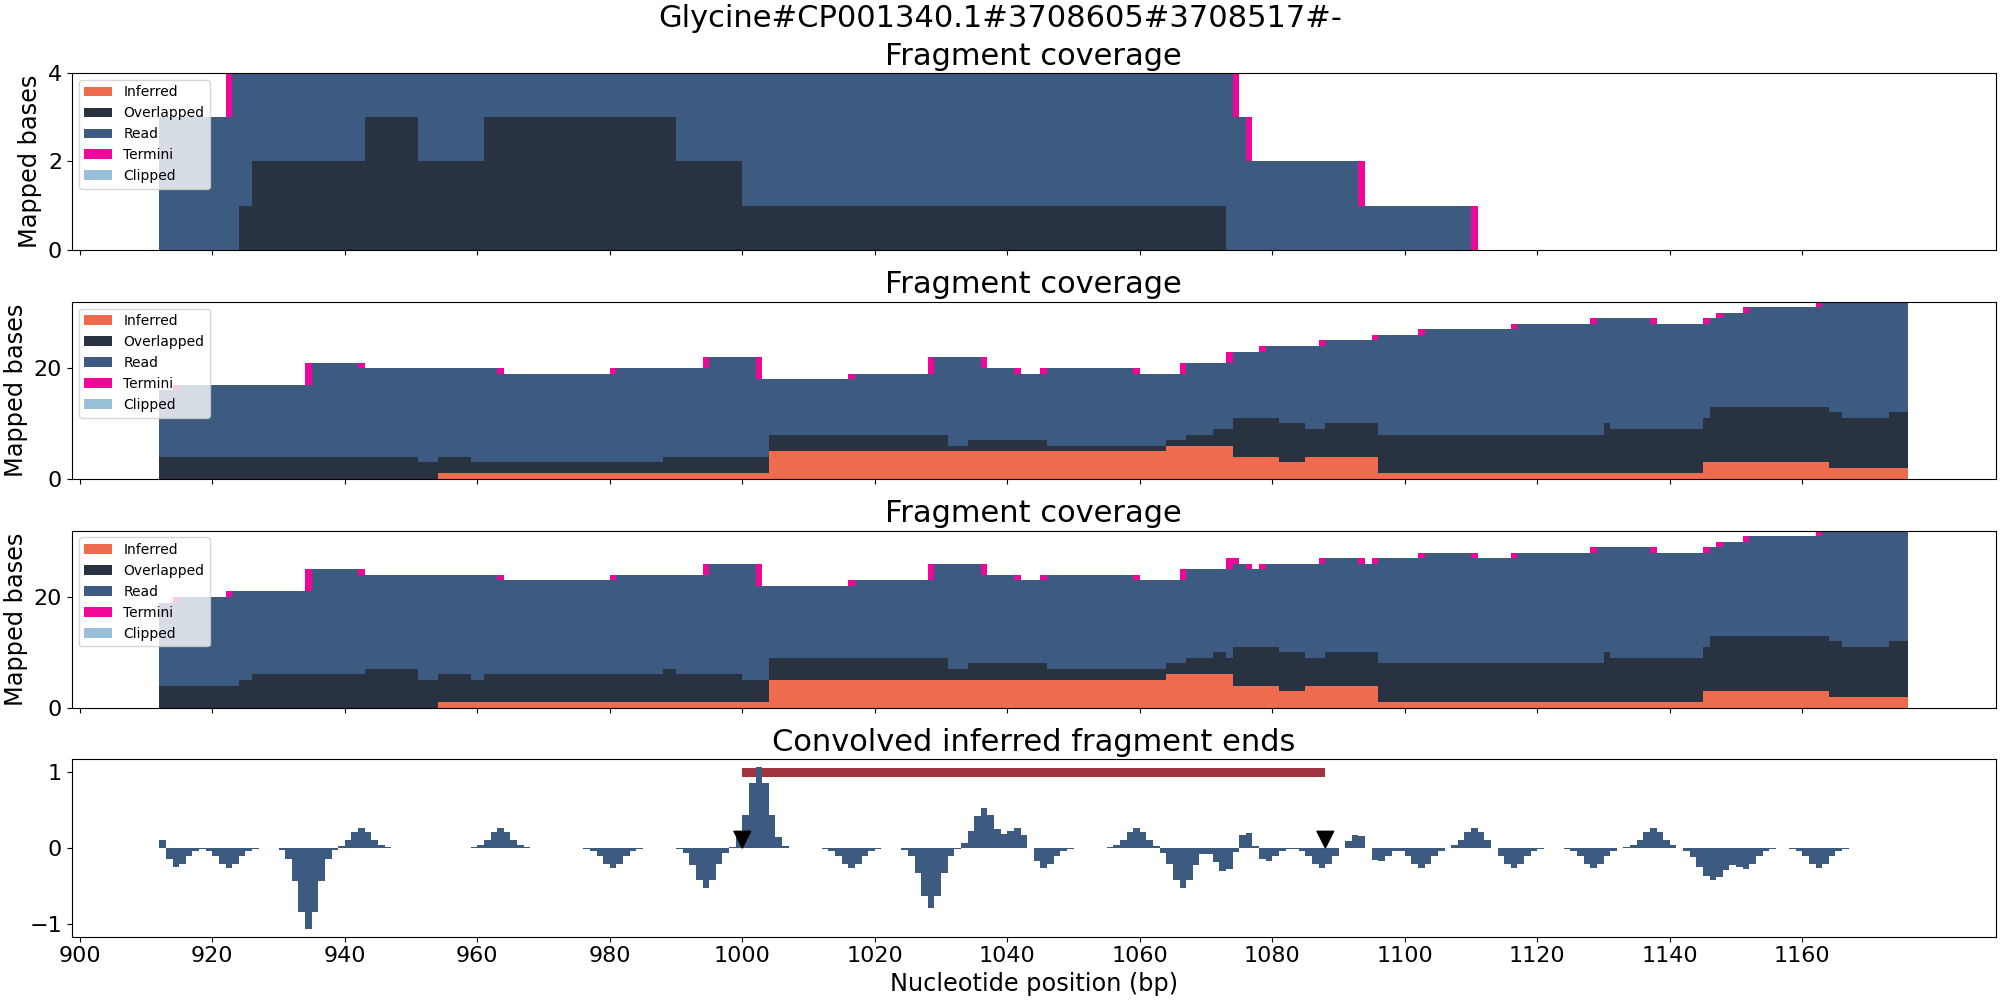 Glycine#CP001340.1#3708605#3708517#-
Fragment coverage
Mapped bases
4
2
0
Inferred
Overlapped
Read
Termini
Clipped
Fragment coverage
Mapped bases
20
0
Inferred
Overlapped
Read
Termini
Clipped
Fragment coverage
Mapped bases
20
0
Inferred
Overlapped
Read
Termini
Clipped
Convolved inferred fragment ends
1
0
−1
900 920 940 960 980 1000 1020 1040 1060 1080 1100 1120 1140 1160
Nucleotide position (bp)